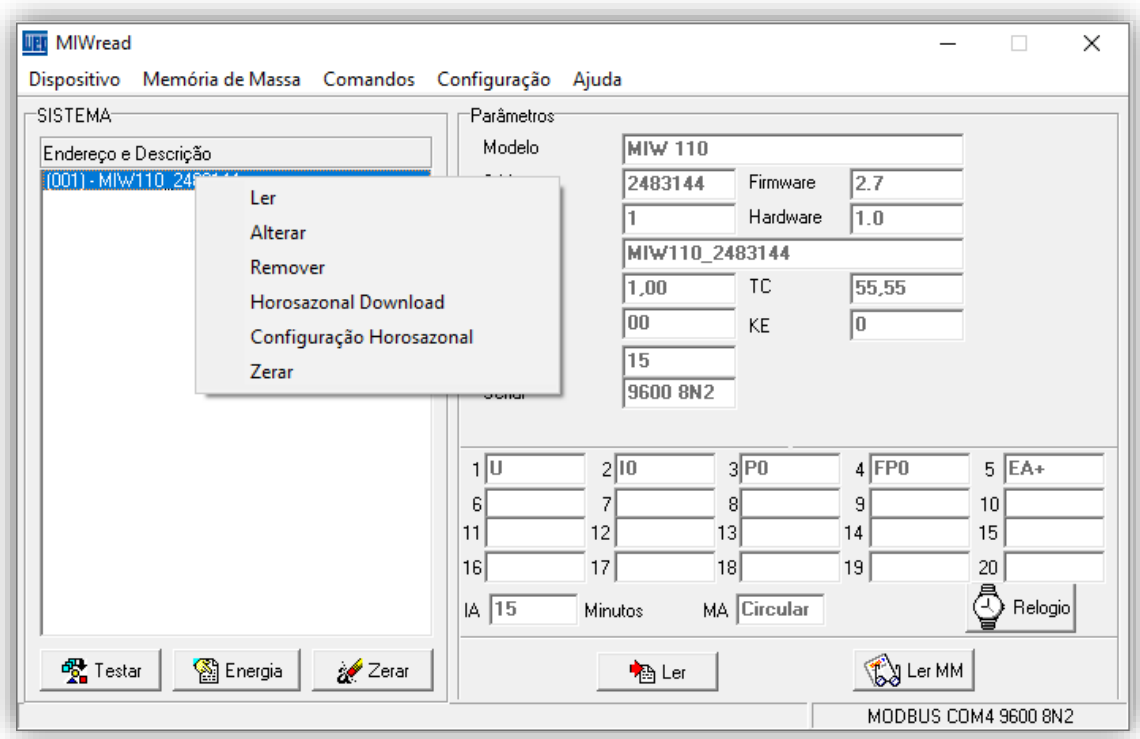 WEG MIWread
Dispositivo Memória de Massa Comandos Configuração Ajuda
SISTEMA
Endereço e Descrição
(001) - MIW110_24
Ler
Alterar
Remover
Horosazonal Download
Configuração Horosazonal
Zerar
Testar Energia Zerar
Parâmetros
Modelo MIW 110
2483144 Firmware 2.7
1 Hardware 1.0
MIW110_2483144
1,00 TC 55,55
00 KE 0
15
9600 8N2
1 U 2 I0 3 P0 4 FP0 5 EA+
6 7 8 9 10
11 12 13 14 15
16 17 18 19 20
IA 15 Minutos MA Circular Relogio
Ler Ler MM
MODBUS COM4 9600 8N2